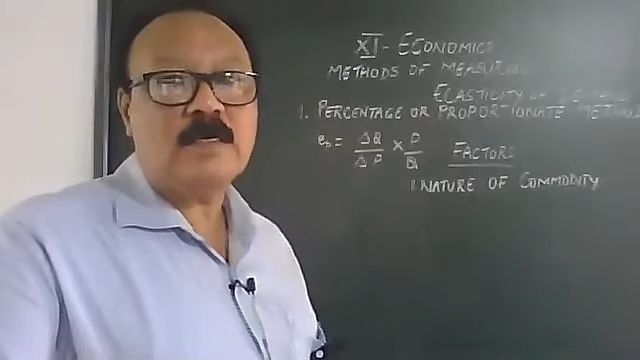 XI - ECONOMICS
METHODS OF MEASURING
ELASTICITY OF
1. PERCENTAGE OR PROPORTIONATE METHOD
eD = ΔQ/ΔP × P/Q FACTORS
1 NATURE OF COMMODITY